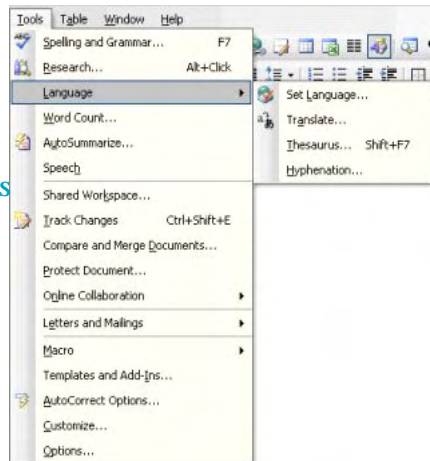 Tools Table Window Help
Spelling and Grammar... F7
Research... Alt+Click
Language
Set Language...
Word Count...
Translate...
AutoSummarize...
Thesaurus... Shift+F7
Speech
Hyphenation...
s
Shared Workspace...
Track Changes Ctrl+Shift+E
Compare and Merge Documents...
Protect Document...
Online Collaboration
Letters and Mailings
Macro
Templates and Add-Ins...
AutoCorrect Options...
Customize...
Options...